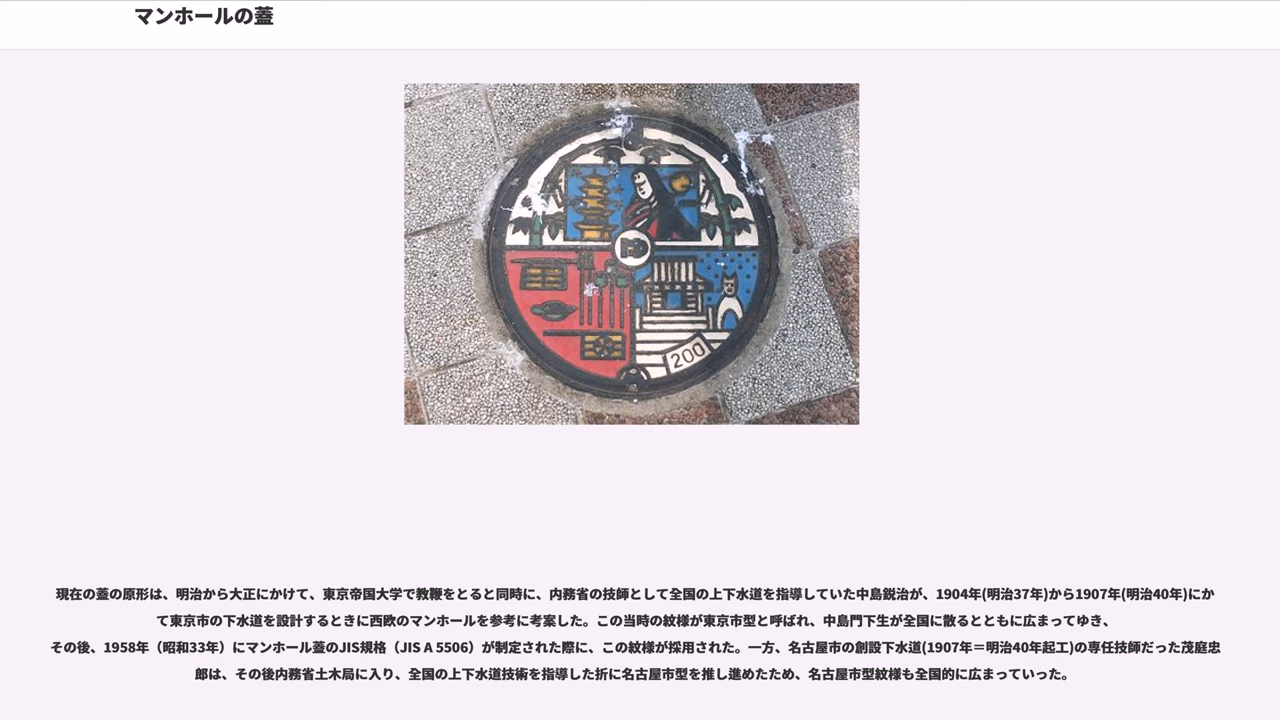 マンホールの蓋
200
現在の蓋の原形は、明治から大正にかけて、東京帝国大学で教鞭をとると同時に、内務省の技師として全国の上下水道を指導していた中島鋭治が、1904年(明治37年)から1907年(明治40年)にか
て東京市の下水道を設計するときに西欧のマンホールを参考に考案した。この当時の紋様が東京市型と呼ばれ、中島門下生が全国に散るとともに広まってゆき、
その後、1958年（昭和33年）にマンホール蓋のJIS規格（JIS A 5506）が制定された際に、この紋様が採用された。一方、名古屋市の創設下水道(1907年＝明治40年起工)の専任技師だった茂庭忠
郎は、その後内務省土木局に入り、全国の上下水道技術を指導した折に名古屋市型を推し進めたため、名古屋市型紋様も全国的に広まっていった。